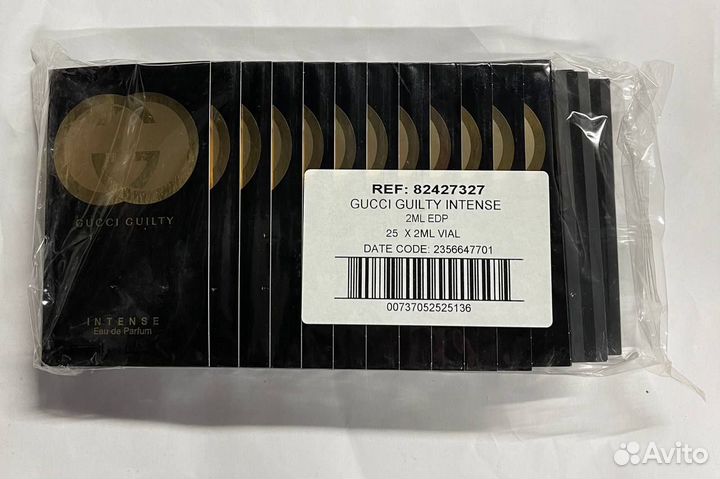 GUCCI GUILTY
INTENSE
Eau de Parfum
REF: 82427327
GUCCI GUILTY INTENSE
2ML EDP
25 X 2ML VIAL
DATE CODE: 2356647701
00737052525136
Avito